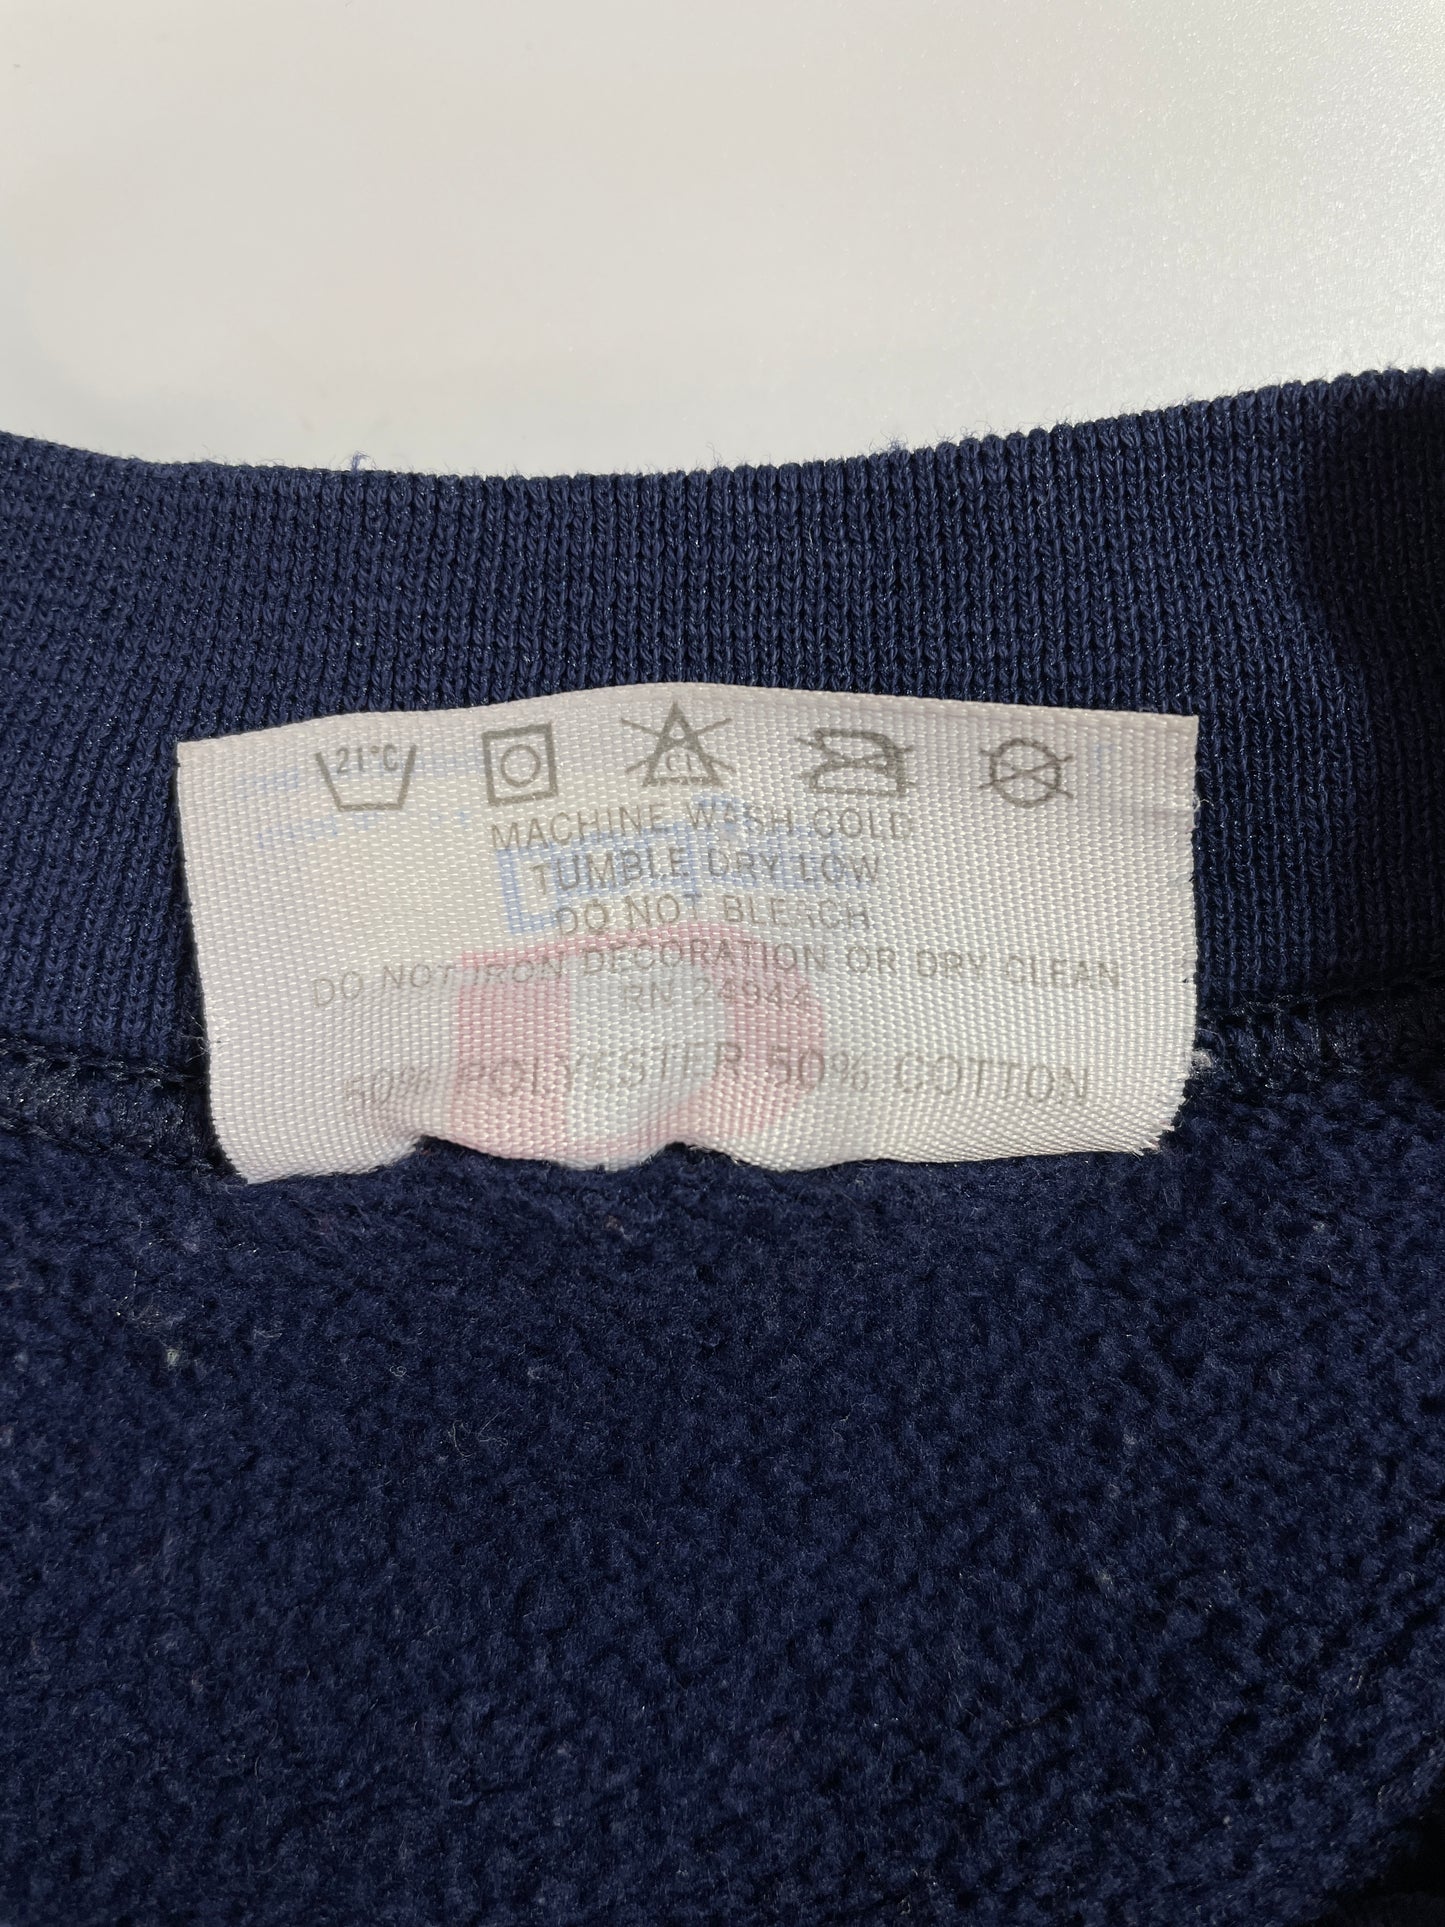 21°C
CL
MACHINE WASH COLD
TUMBLE DRY LOW
DO NOT BLEACH
DO NOT IRON DECORATION OR DRY CLEAN
RN 24944
50% POLYESTER 50% COTTON